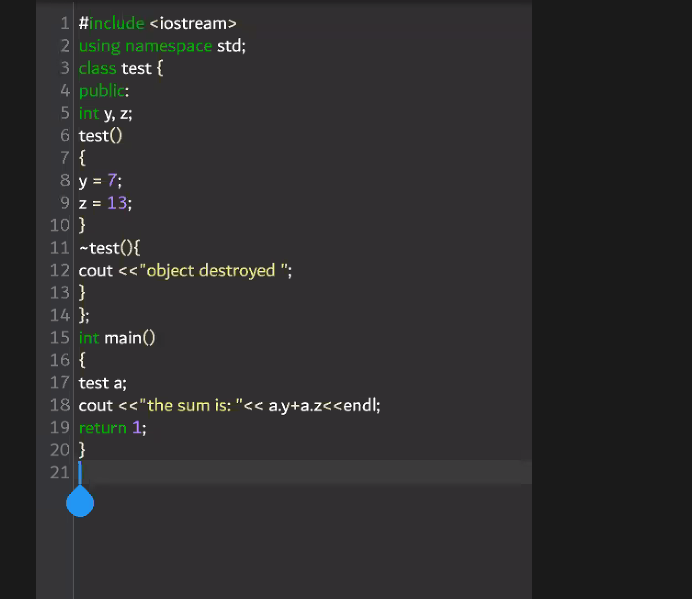 1 #include <iostream>
2 using namespace std;
3 class test {
4 public:
5 int y, z;
6 test()
7 {
8 y = 7;
9 z = 13;
10 }
11 ~test(){
12 cout <<"object destroyed ";
13 }
14 };
15 int main()
16 {
17 test a;
18 cout <<"the sum is: "<< a.y+a.z<<endl;
19 return 1;
20 }
21